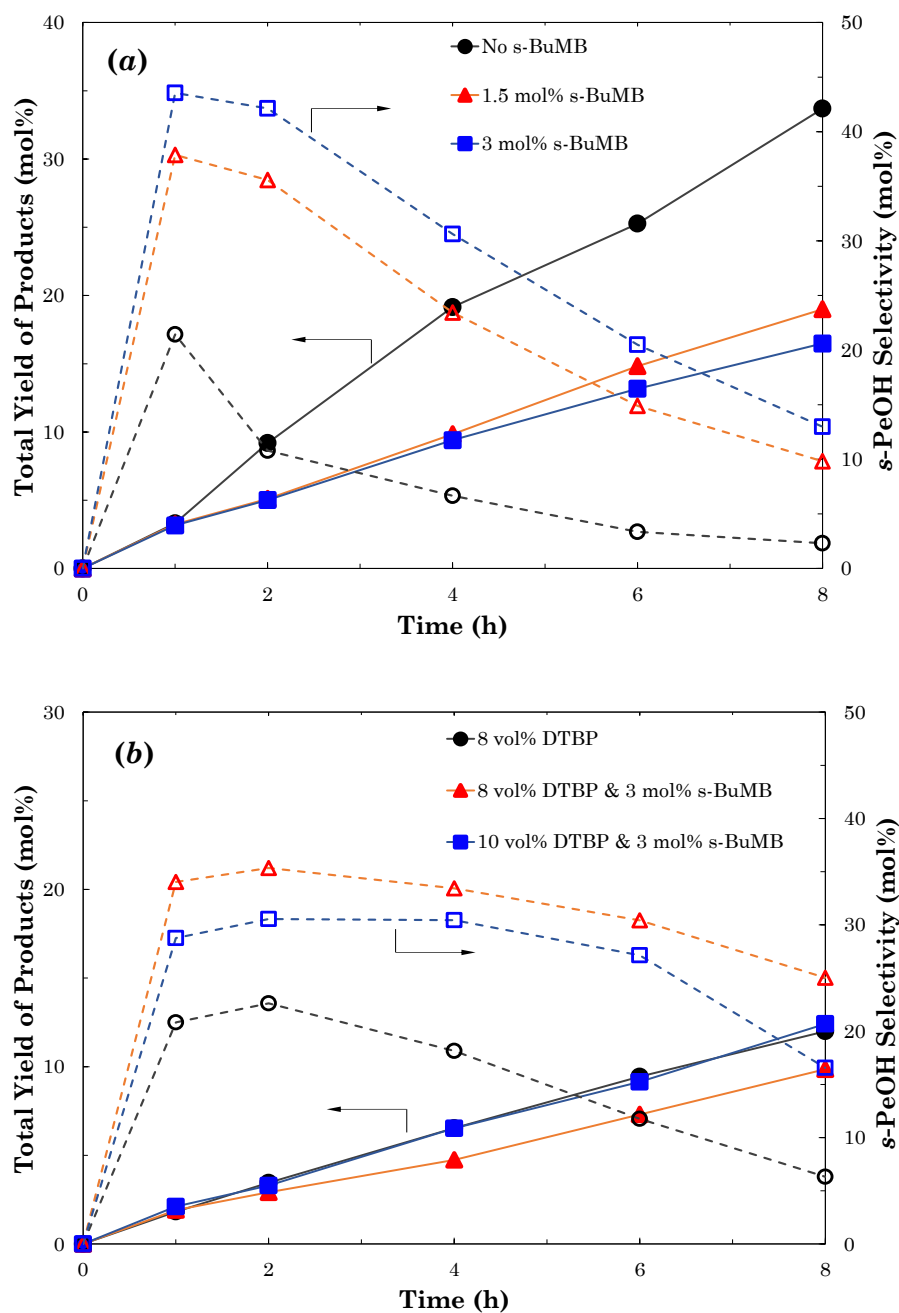 (a)
No s-BuMB
1.5 mol% s-BuMB
3 mol% s-BuMB
Total Yield of Products (mol%)
40
30
20
10
0
50
40
30
20
10
0
s-PeOH Selectivity (mol%)
0 2 4 6 8
Time (h)
(b)
8 vol% DTBP
8 vol% DTBP & 3 mol% s-BuMB
10 vol% DTBP & 3 mol% s-BuMB
Total Yield of Products (mol%)
30
20
10
0
50
40
30
20
10
0
s-PeOH Selectivity (mol%)
0 2 4 6 8
Time (h)